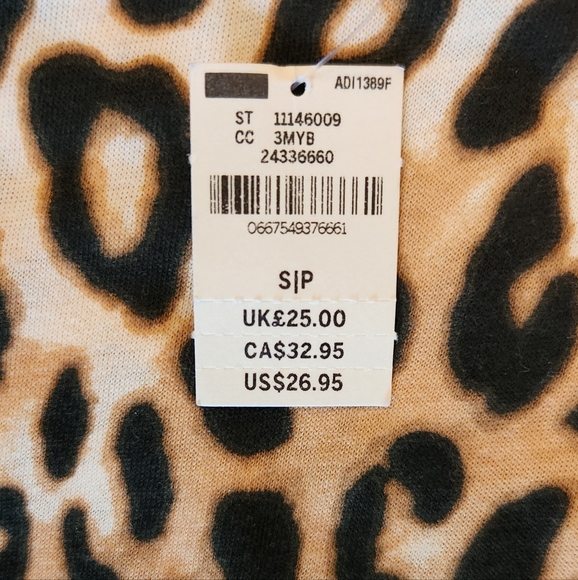 ADI1389F
ST 11146009
CC 3MYB
24336660
0667549376661
S|P
UK£25.00
CA$32.95
US$26.95